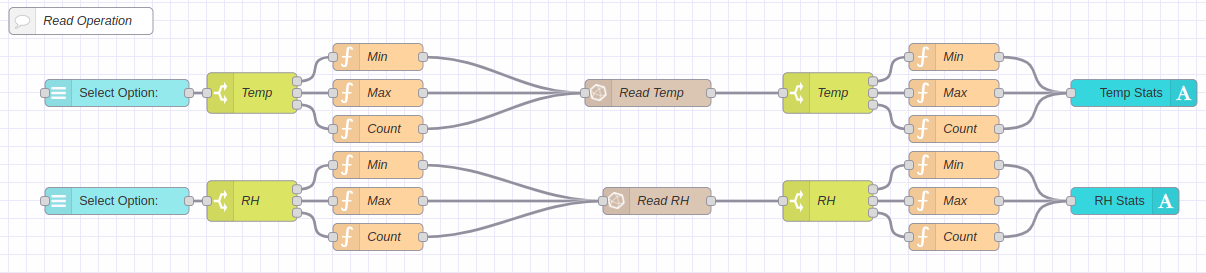 Read Operation
Min
Select Option: Temp Max Read Temp Temp Max Temp Stats A
Count
Min
Count
Min
Select Option: RH Max Read RH RH Max RH Stats A
Count
Min
Count